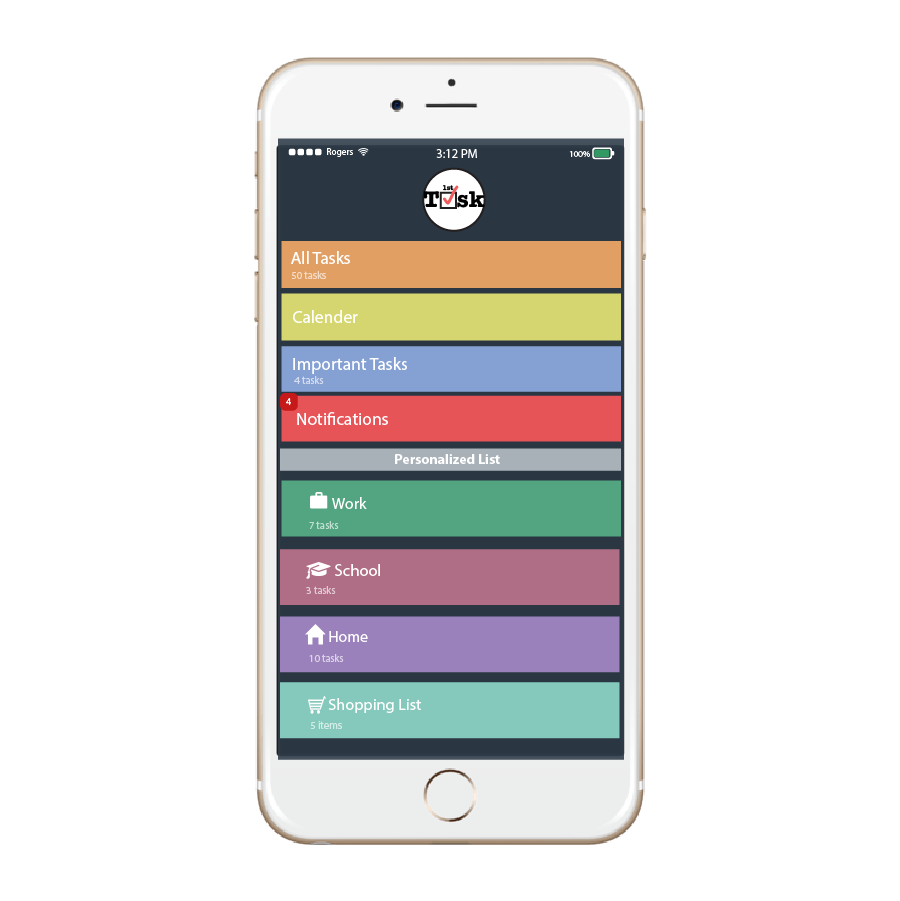 Rogers 3:12 PM 100%
1st
Task
All Tasks
50 tasks
Calender
Important Tasks
4 tasks
4
Notifications
Personalized List
Work
7 tasks
School
3 tasks
Home
10 tasks
Shopping List
5 items